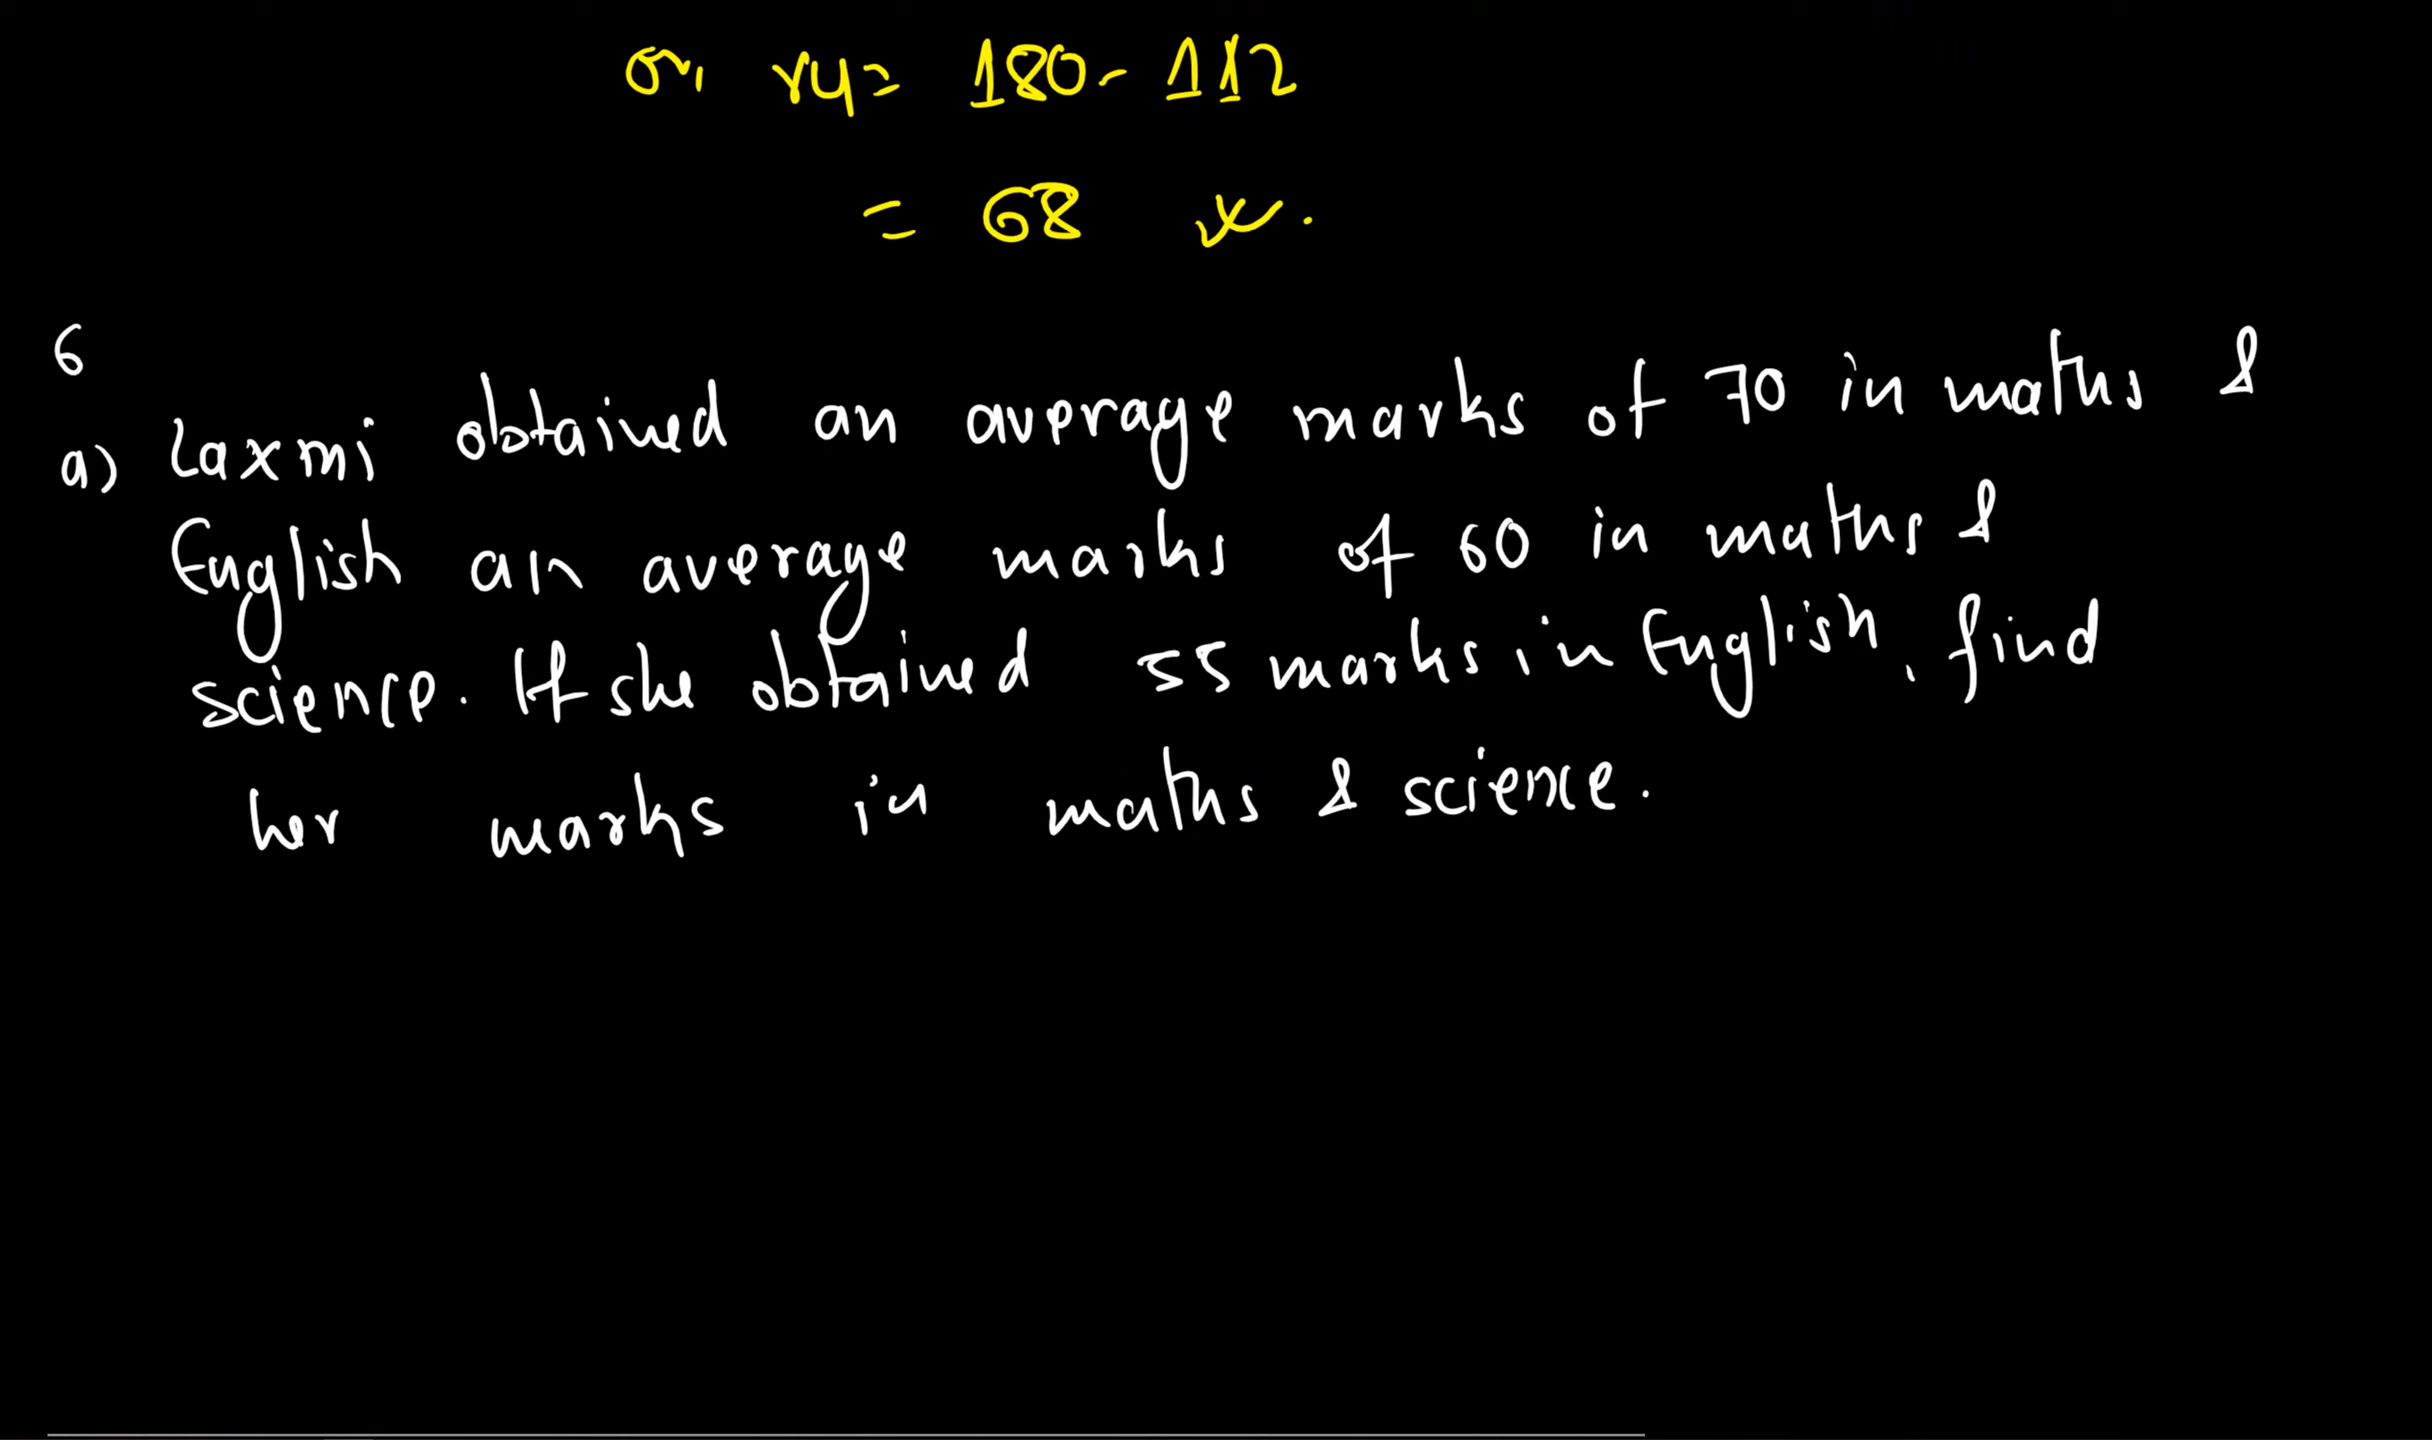 or, ry = 180 - 112
= 68
6
a) Laxmi obtained an average marks of 70 in maths &
English an average marks of 60 in maths &
science. If she obtained 55 marks in English, find
her marks in maths & science.